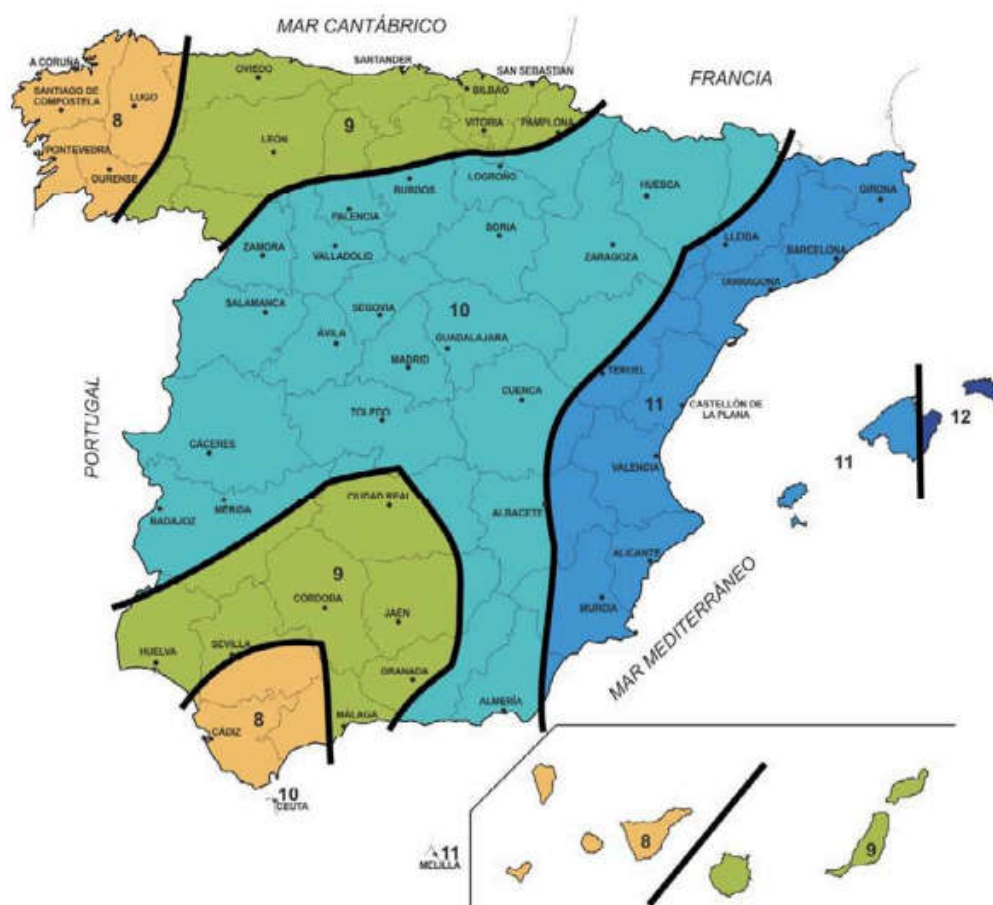 MAR CANTÁBRICO
A CORUÑA
OVIEDO
SANTANDER
SAN SEBASTIÁN
FRANCIA
SANTIAGO DE
COMPOSTELA
LUGO
BILBAO
8
9
VITORIA
PAMPLONA
LEÓN
PONTEVEDRA
OURENSE
LOGROÑO
BURGOS
HUESCA
GIRONA
PALENCIA
SORIA
LLEIDA
ZAMORA
VALLADOLID
ZARAGOZA
BARCELONA
TARRAGONA
SALAMANCA
SEGOVIA
10
ÁVILA
GUADALAJARA
MADRID
TERUEL
CUENCA
PORTUGAL
TOLEDO
11
CASTELLÓN DE
LA PLANA
12
CÁCERES
VALENCIA
11
CIUDAD REAL
BADAJOZ
MÉRIDA
ALBACETE
ALICANTE
9
CÓRDOBA
MURCIA
JAÉN
MAR MEDITERRÁNEO
HUELVA
SEVILLA
GRANADA
ALMERÍA
8
CÁDIZ
MÁLAGA
10
CEUTA
11
MELILLA
8
9